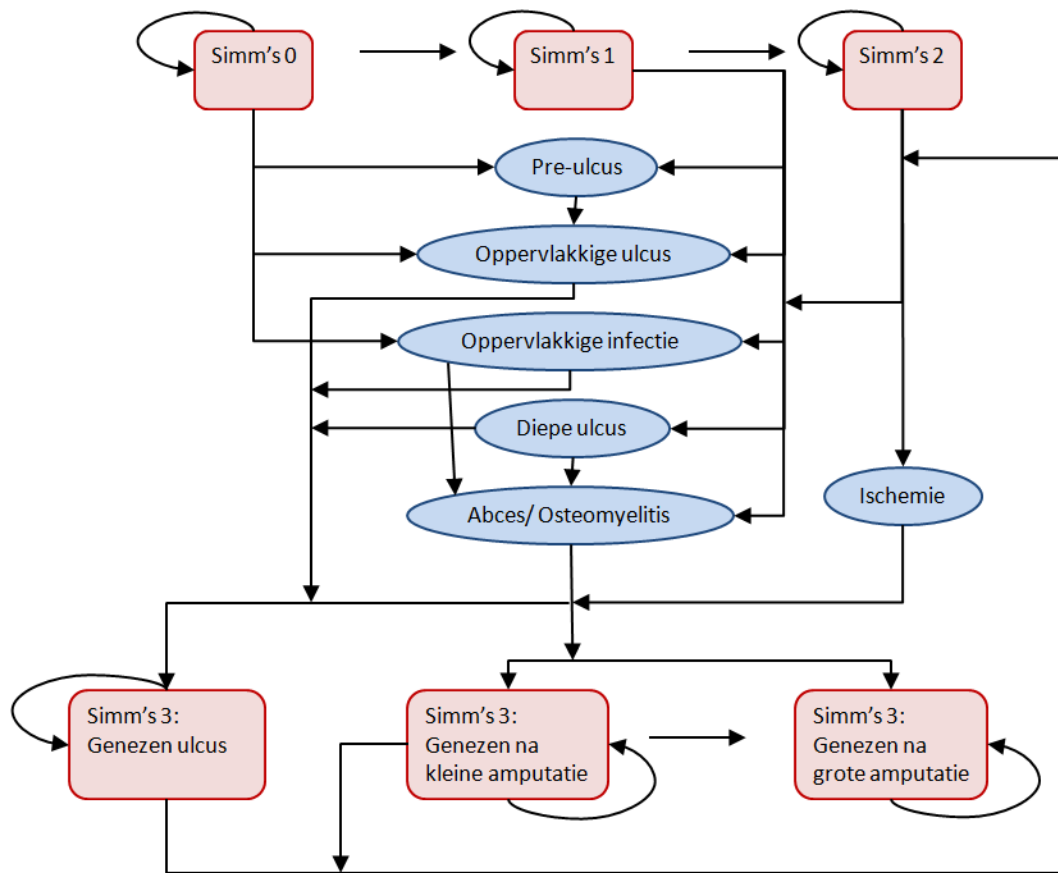 Simm's 0
Simm's 1
Simm's 2
Pre-ulcus
Oppervlakkige ulcus
Oppervlakkige infectie
Diepe ulcus
Abces/ Osteomyelitis
Ischemie
Simm's 3:
Genezen ulcus
Simm's 3:
Genezen na
kleine amputatie
Simm's 3:
Genezen na
grote amputatie